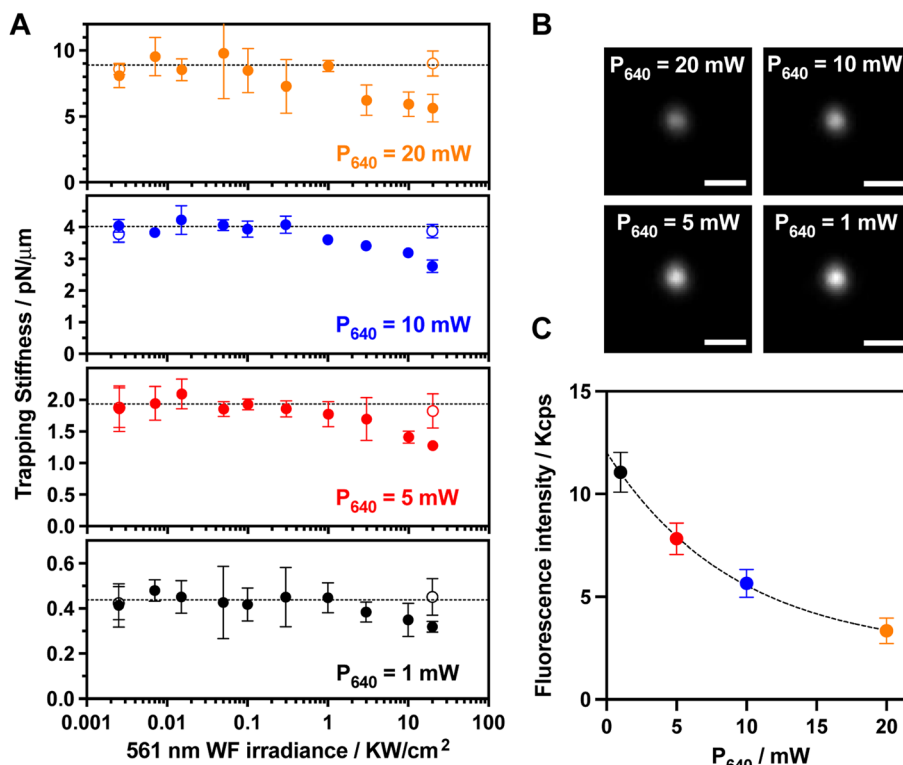 A
Trapping Stiffness / pN/μm
10
5
0
P640 = 20 mW
6
4
2
0
P640 = 10 mW
2.0
1.5
1.0
0.5
0.0
P640 = 5 mW
0.6
0.4
0.2
0.0
P640 = 1 mW
0.001 0.01 0.1 1 10 100
561 nm WF irradiance / KW/cm2
B
P640 = 20 mW
P640 = 10 mW
P640 = 5 mW
P640 = 1 mW
C
Fluorescence intensity / Kcps
15
10
5
0
0 5 10 15 20
P640 / mW